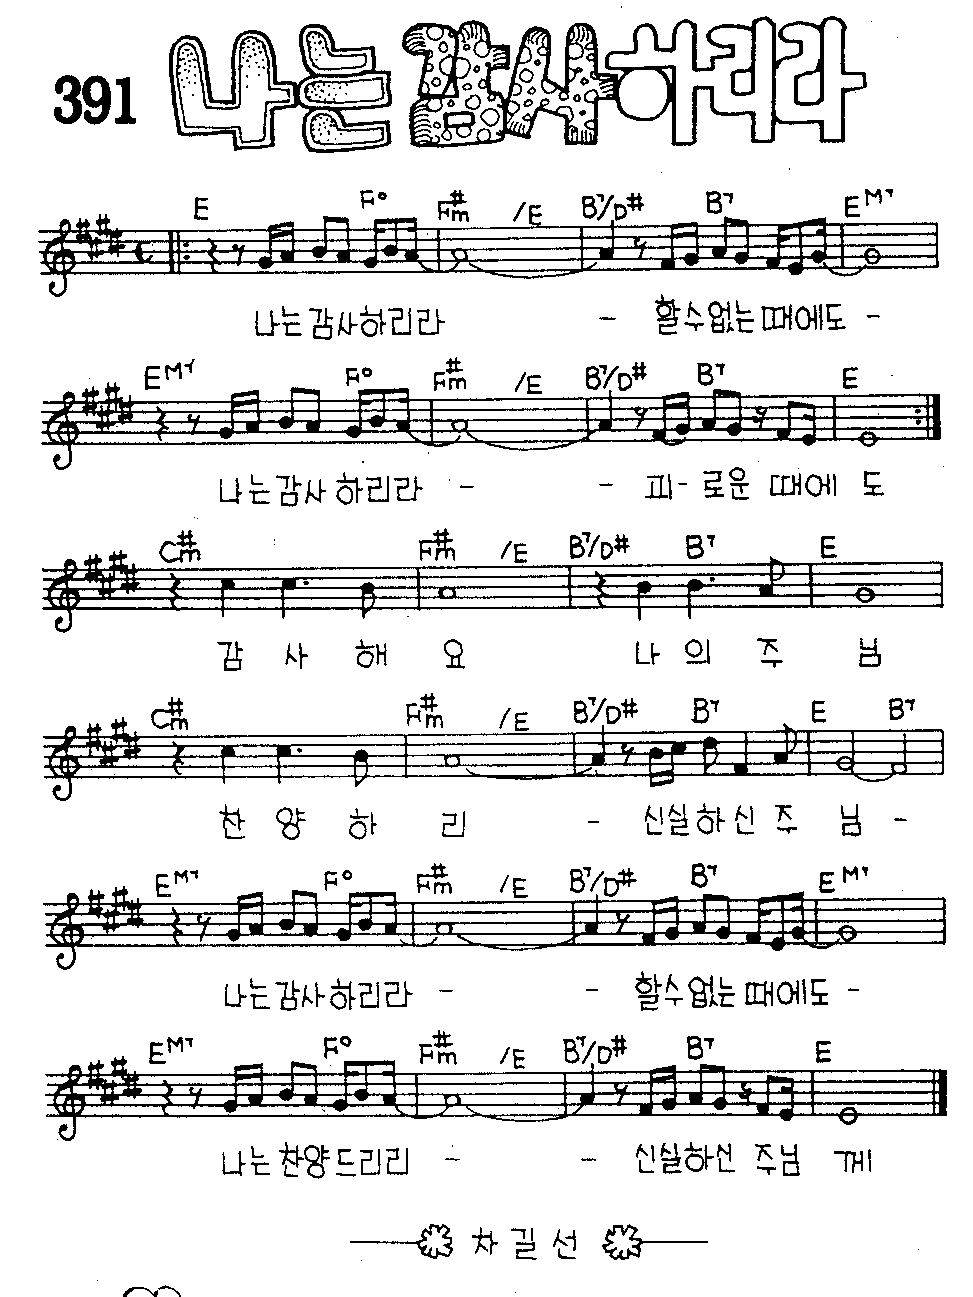 391 나는 감사하리라
E F° F#m /E B7/D# B7 EM7
나는감사하리라 - 할수없는때에도 -
EM7 F° F#m /E B7/D# B7 E
나는감사하리라 - - 피-로운 때에 도
C#m F#m /E B7/D# B7 E
감 사 해 요 나 의 주 님
C#m F#m /E B7/D# B7 E B7
찬 양 하 리 - 신실하신 주 님 -
EM7 F° F#m /E B7/D# B7 EM7
나는감사하리라 - - 할수없는때에도 -
EM7 F° F#m /E B7/D# B7 E
나는찬양드리리 - - 신실하신 주님 께
차 길 선